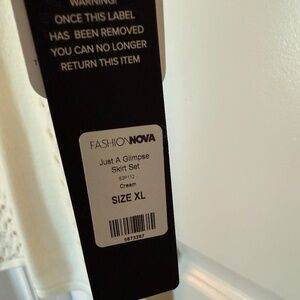 WARNING!
ONCE THIS LABEL
HAS BEEN REMOVED
YOU CAN NO LONGER
RETURN THIS ITEM
FASHIONNOVA
Just A Glimpse
Skirt Set
Cream
SIZE XL